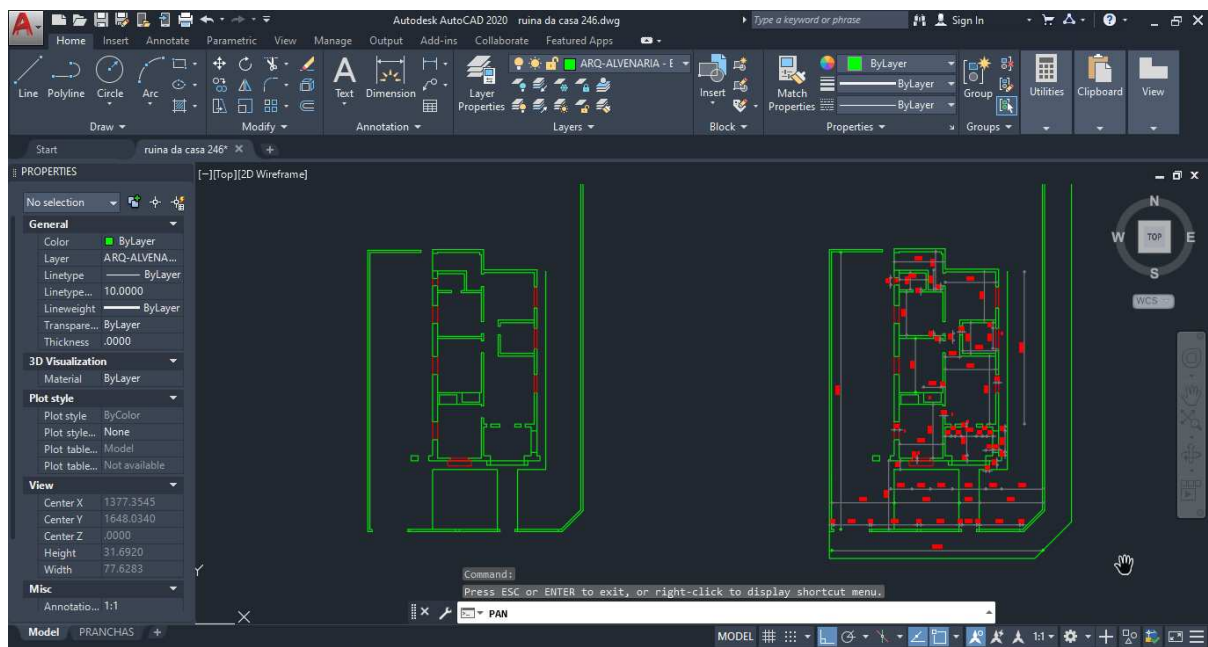 Autodesk AutoCAD 2020 ruina da casa 246.dwg Type a keyword or phrase Sign In
Home Insert Annotate Parametric View Manage Output Add-ins Collaborate Featured Apps
ARQ-ALVENARIA - E ByLayer
Line Polyline Circle Arc Text Dimension Layer Properties Insert Match Properties ByLayer ByLayer Group Utilities Clipboard View
Draw Modify Annotation Layers Block Properties Groups
Start ruina da casa 246* +
PROPERTIES [−][Top][2D Wireframe]
No selection
General
Color ByLayer
Layer ARQ-ALVENA...
Linetype ByLayer
Linetype... 10.0000
Lineweight ByLayer
Transpare... ByLayer
Thickness .0000
3D Visualization
Material ByLayer
Plot style
Plot style ByColor
Plot style... None
Plot table... Model
Plot table... Not available
View
Center X 1377.3545
Center Y 1648.0340
Center Z .0000
Height 31.6920
Width 77.6283
Misc
Annotatio... 1:1
N
W TOP E
S
WCS
Y
X
Command:
Press ESC or ENTER to exit, or right-click to display shortcut menu.
PAN
Model PRANCHAS + MODEL 1:1